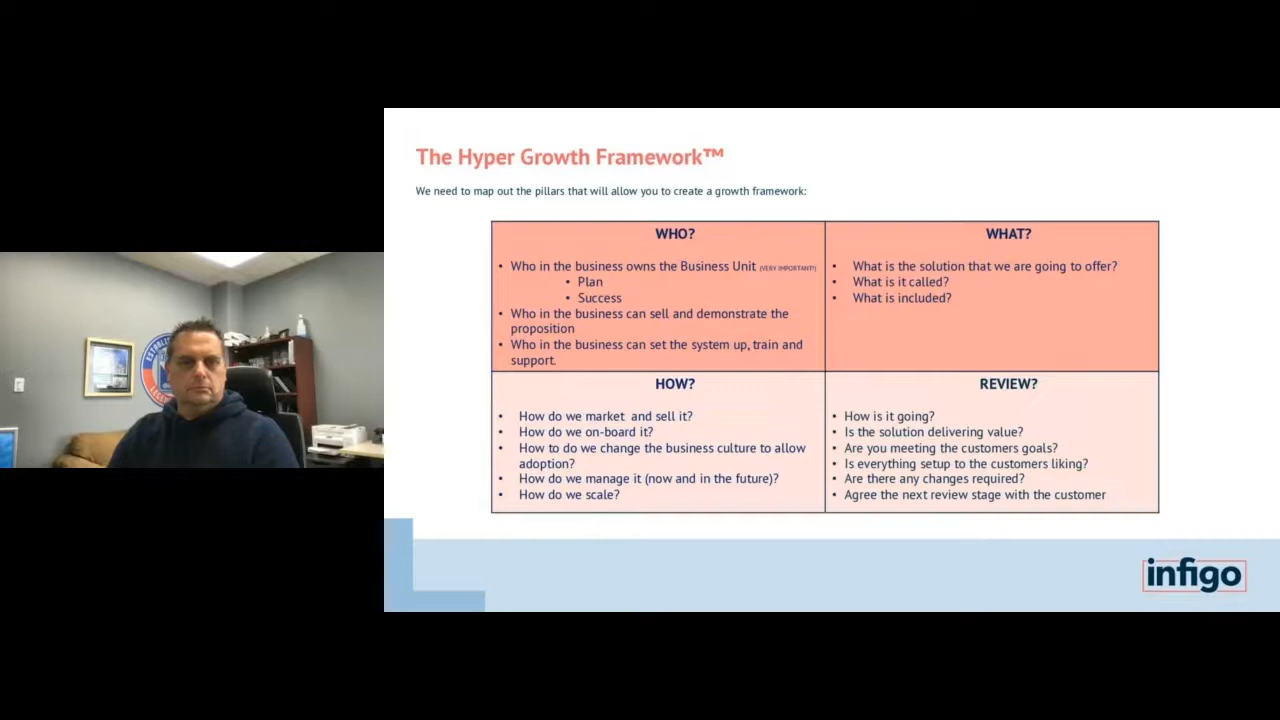 The Hyper Growth Framework™
We need to map out the pillars that will allow you to create a growth framework:
WHO?
• Who in the business owns the Business Unit (VERY IMPORTANT!)
• Plan
• Success
• Who in the business can sell and demonstrate the
proposition
• Who in the business can set the system up, train and
support.
WHAT?
• What is the solution that we are going to offer?
• What is it called?
• What is included?
HOW?
• How do we market and sell it?
• How do we on-board it?
• How to do we change the business culture to allow
adoption?
• How do we manage it (now and in the future)?
• How do we scale?
REVIEW?
• How is it going?
• Is the solution delivering value?
• Are you meeting the customers goals?
• Is everything setup to the customers liking?
• Are there any changes required?
• Agree the next review stage with the customer
infigo